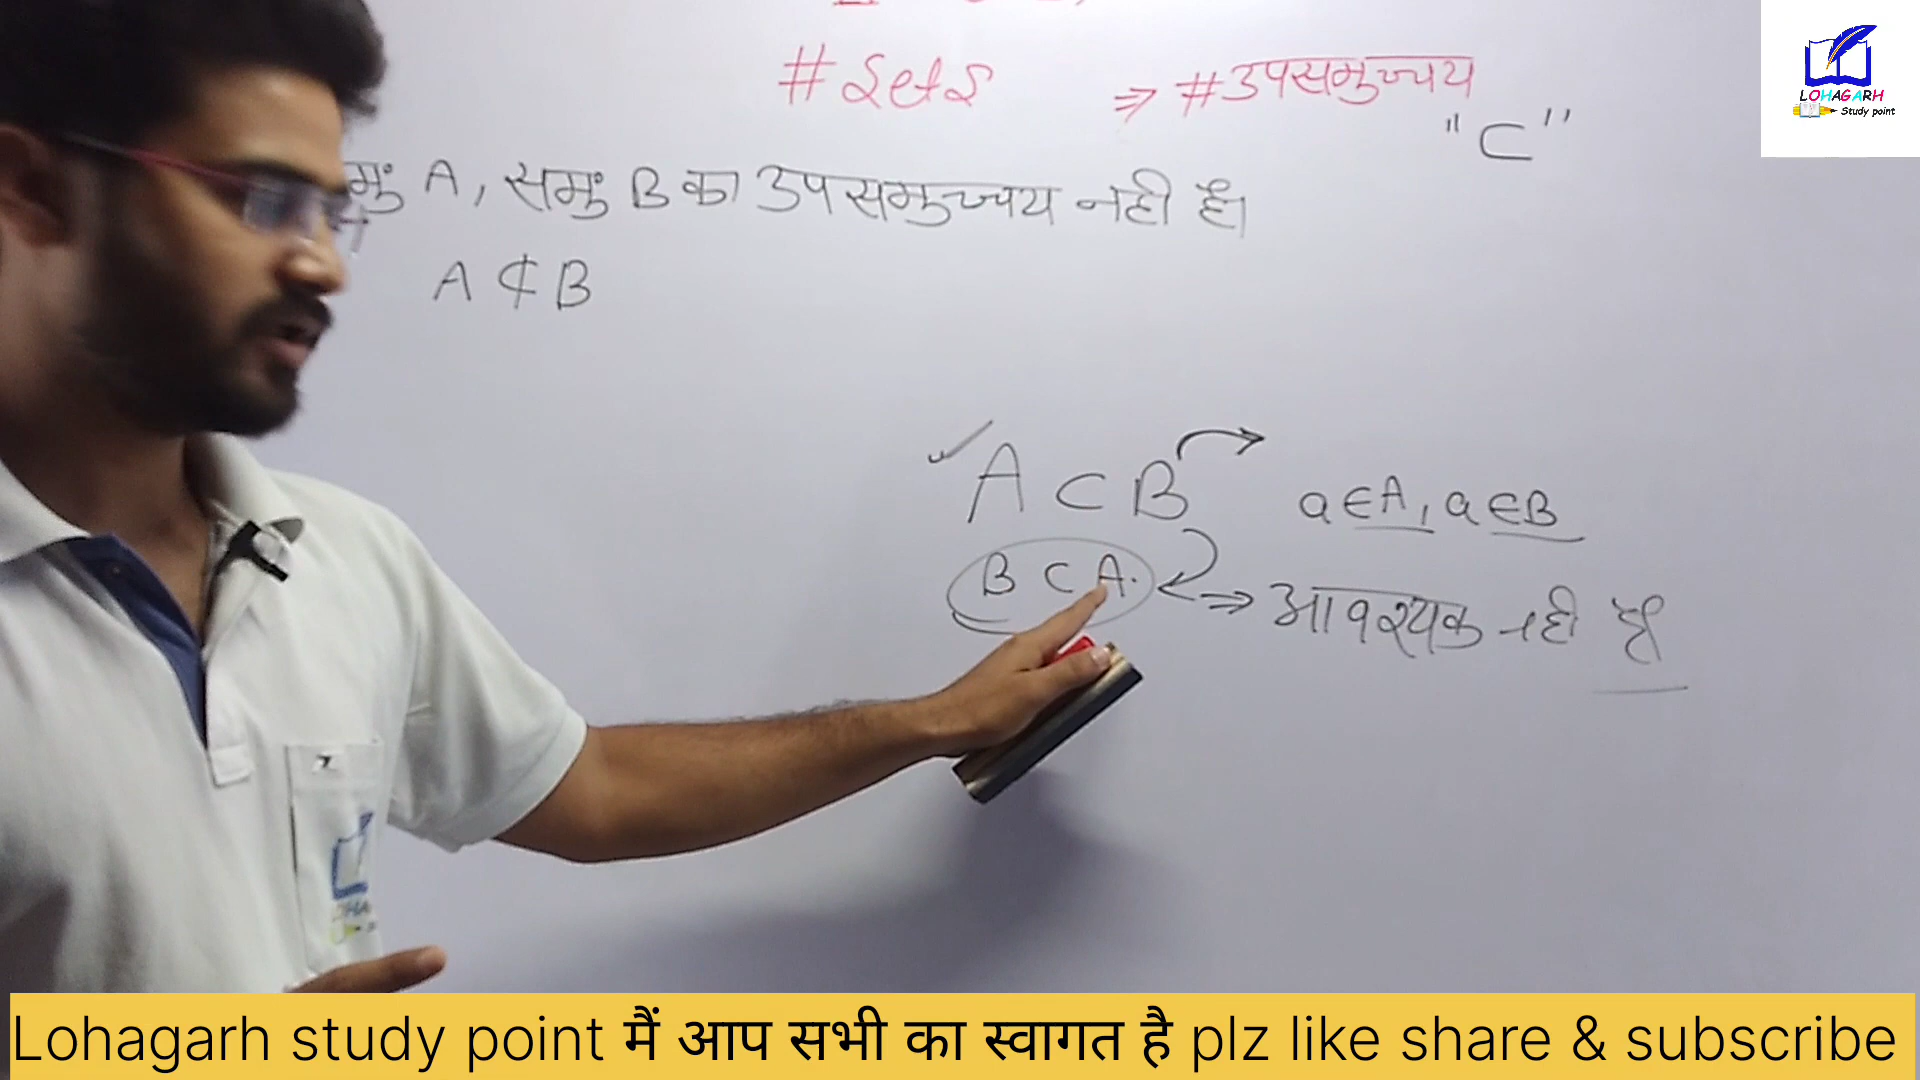 # Sets ⇒ # उपसमुच्चय
"⊂"
मुं A, समुं B का उपसमुच्चय नही है।
A ⊄ B
A ⊂ B a∈A, a∈B
B ⊂ A. ⇒ आवश्यक नही है
LOHAGARH
Study point
Lohagarh study point मैं आप सभी का स्वागत है plz like share & subscribe